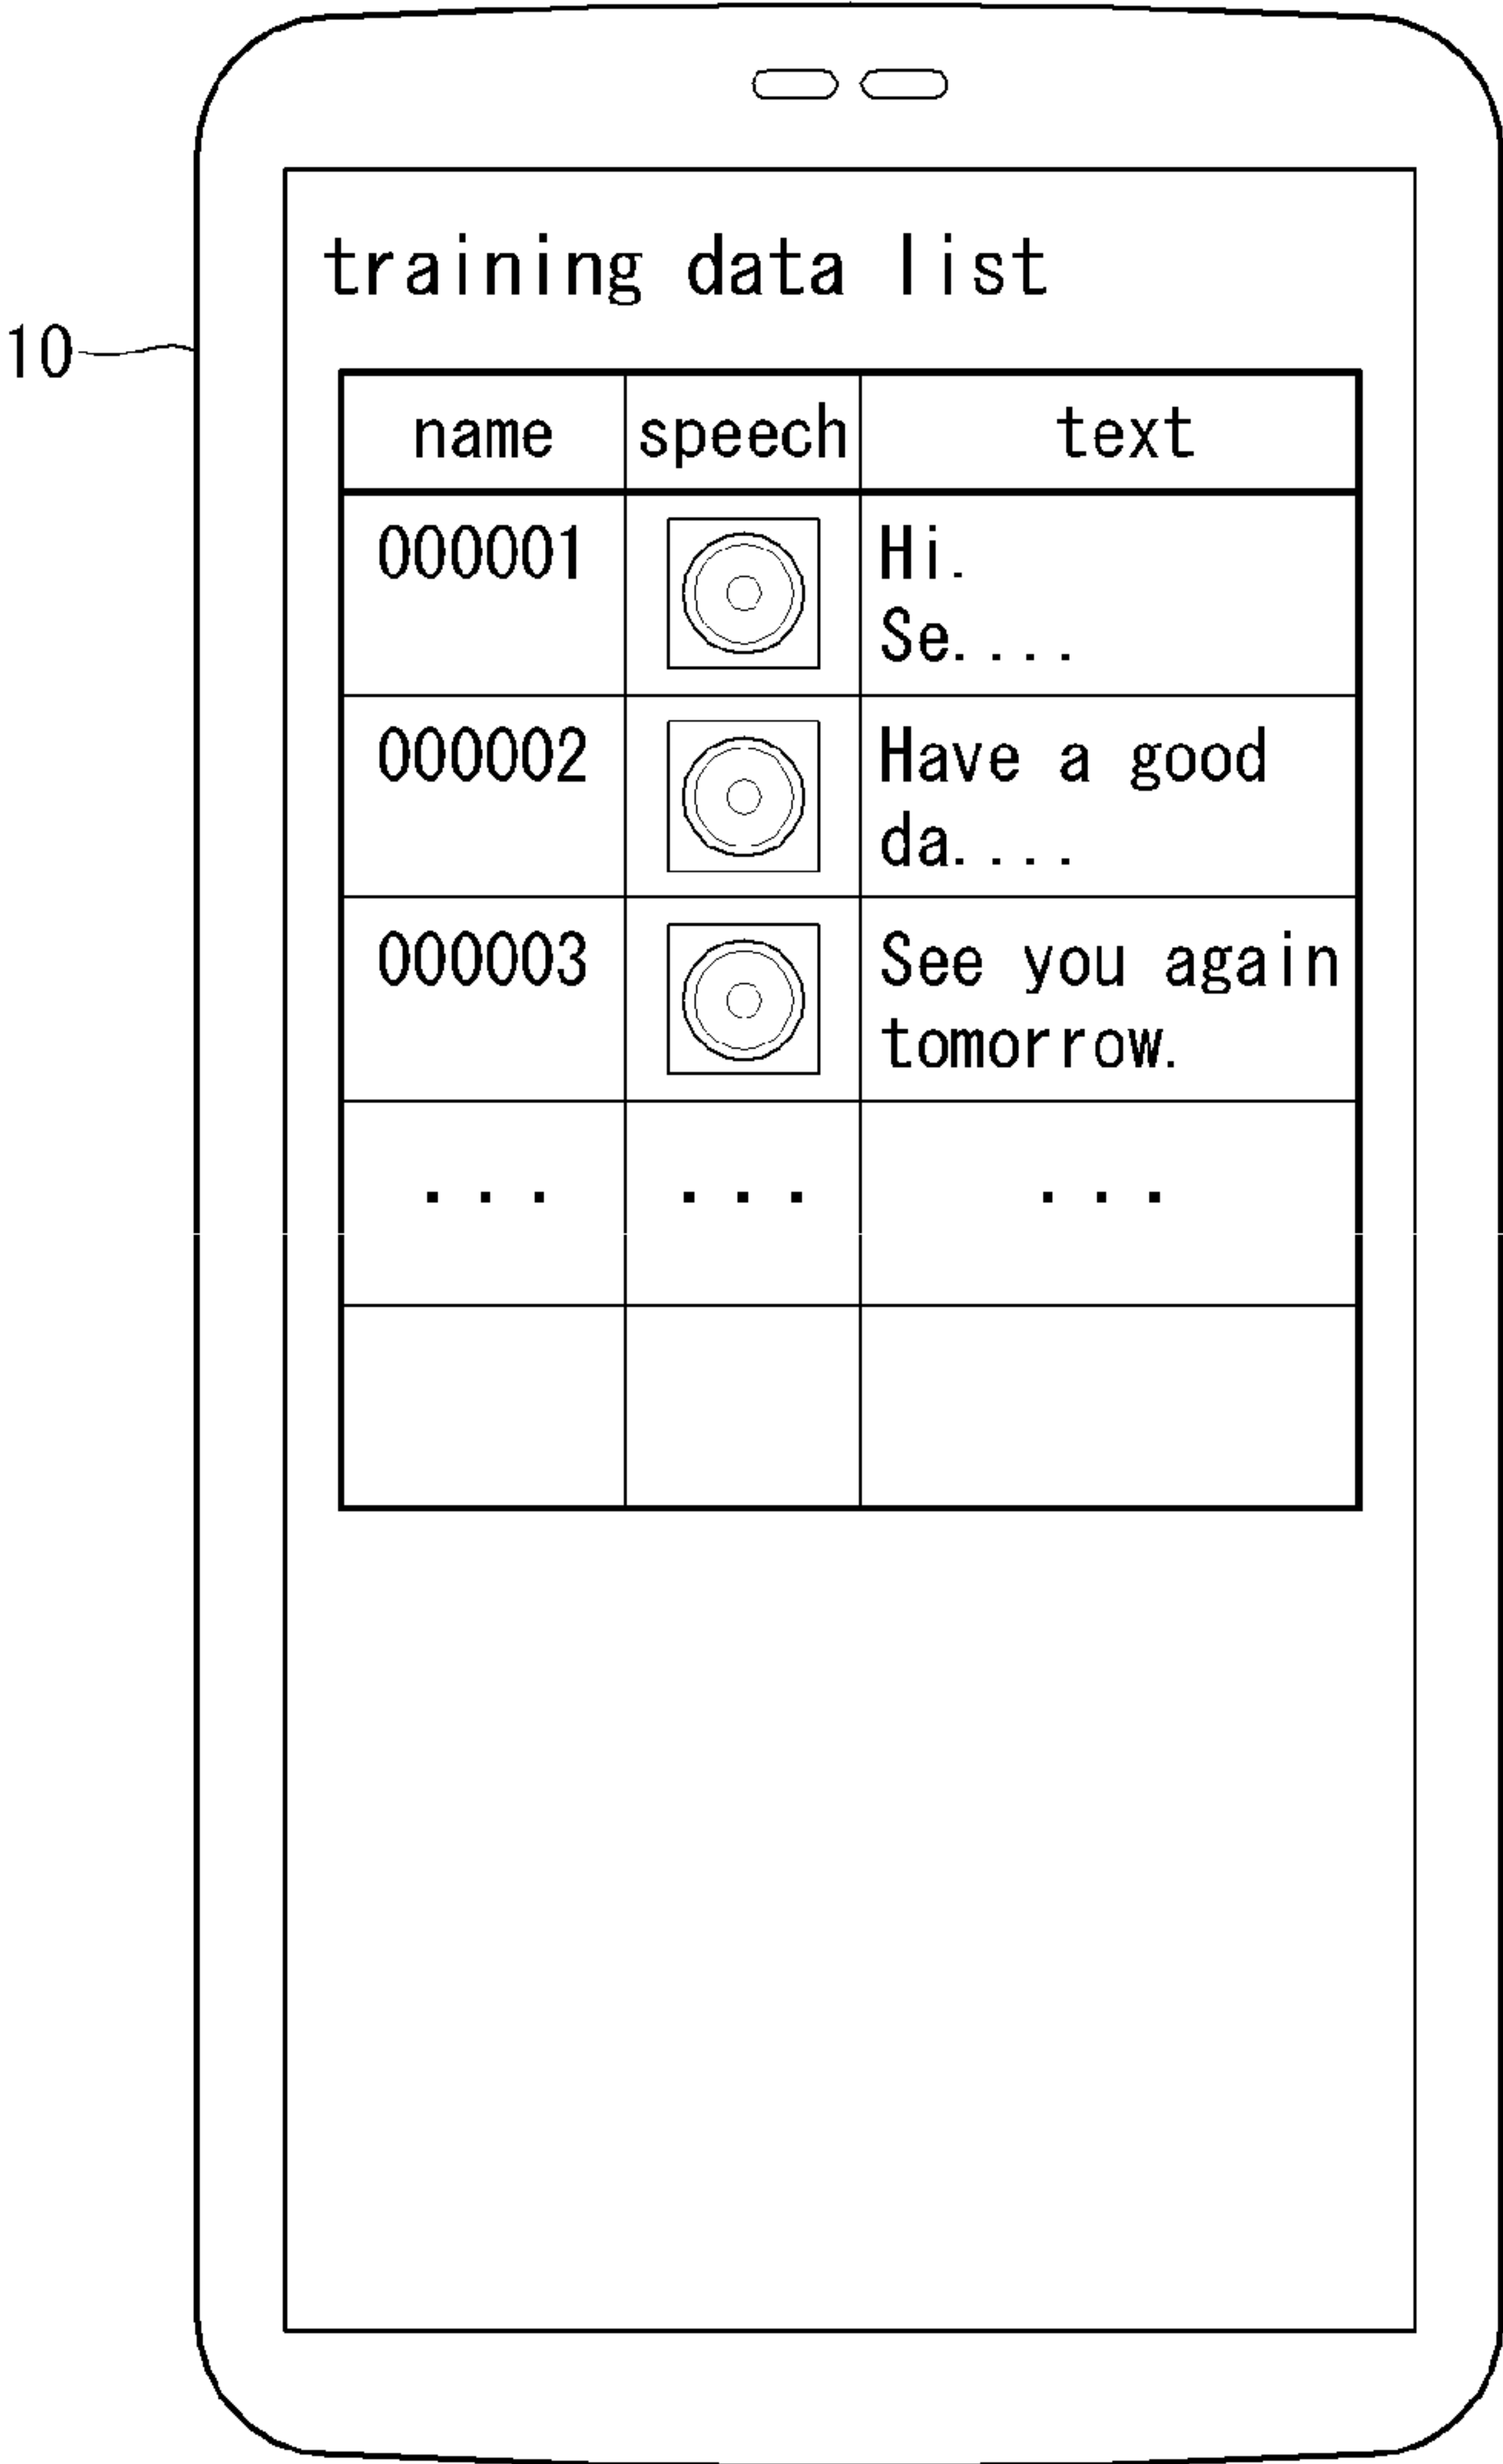 training data list
10
name speech text
000001 Hi.
Se....
000002 Have a good
da....
000003 See you again
tomorrow.
... ... ...